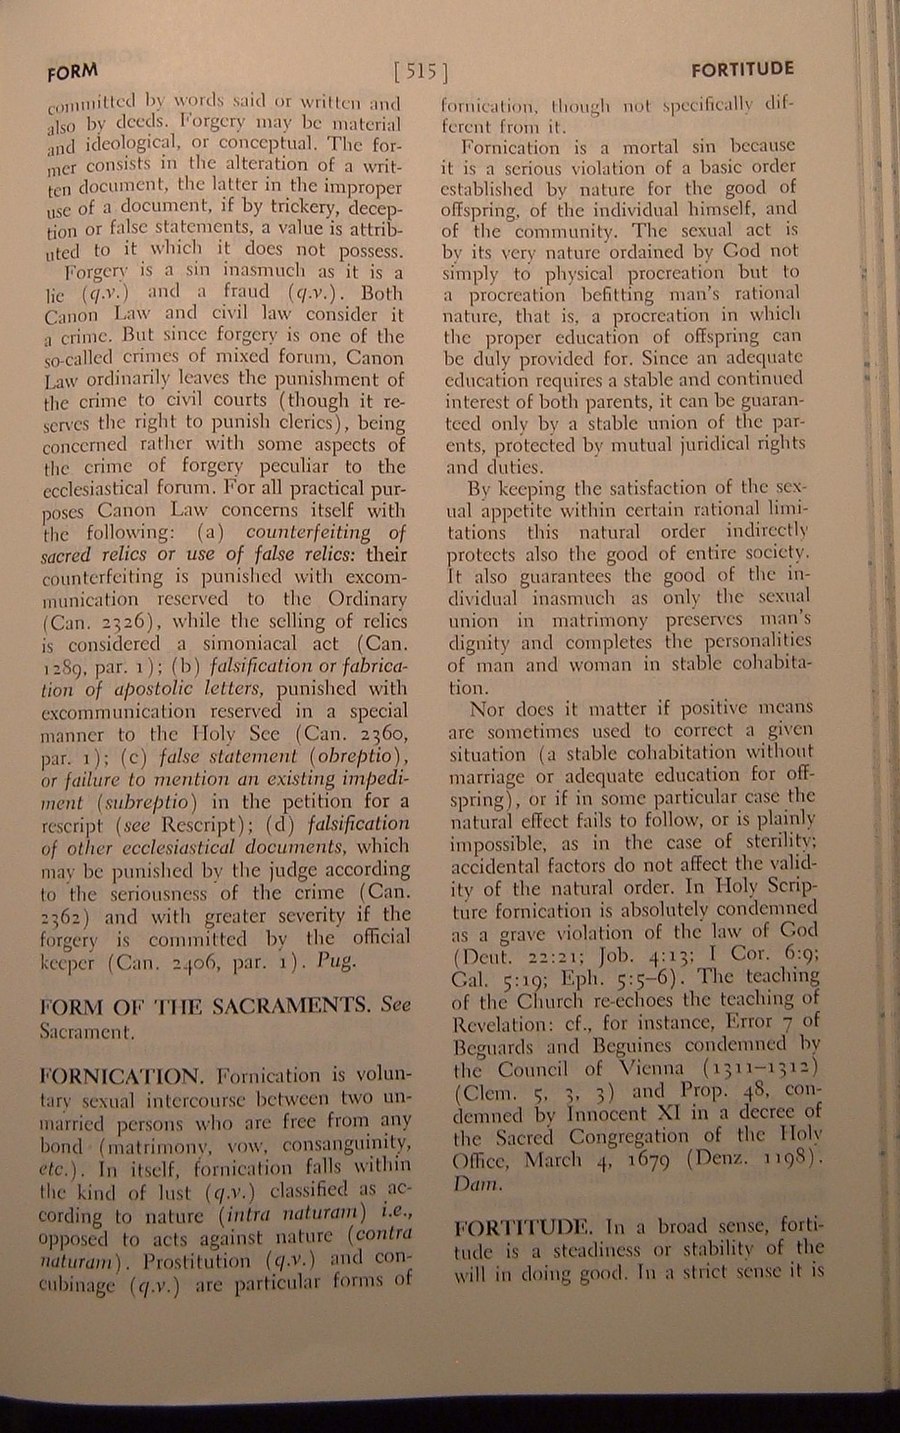 FORM
[ 515 ]
FORTITUDE
committed by words said or written and
also by deeds. Forgery may be material
and ideological, or conceptual. The for-
mer consists in the alteration of a writ-
ten document, the latter in the improper
use of a document, if by trickery, decep-
tion or false statements, a value is attrib-
uted to it which it does not possess.
Forgery is a sin inasmuch as it is a
lie (q.v.) and a fraud (q.v.). Both
Canon Law and civil law consider it
a crime. But since forgery is one of the
so-called crimes of mixed forum, Canon
Law ordinarily leaves the punishment of
the crime to civil courts (though it re-
serves the right to punish clerics), being
concerned rather with some aspects of
the crime of forgery peculiar to the
ecclesiastical forum. For all practical pur-
poses Canon Law concerns itself with
the following: (a) counterfeiting of
sacred relics or use of false relics: their
counterfeiting is punished with excom-
munication reserved to the Ordinary
(Can. 2326), while the selling of relics
is considered a simoniacal act (Can.
1289, par. 1); (b) falsification or fabrica-
tion of apostolic letters, punished with
excommunication reserved in a special
manner to the Holy See (Can. 2360,
par. 1); (c) false statement (obreptio),
or failure to mention an existing impedi-
ment (subreptio) in the petition for a
rescript (see Rescript); (d) falsification
of other ecclesiastical documents, which
may be punished by the judge according
to the seriousness of the crime (Can.
2362) and with greater severity if the
forgery is committed by the official
keeper (Can. 2406, par. 1). Pug.
FORM OF THE SACRAMENTS. See
Sacrament.
FORNICATION. Fornication is volun-
tary sexual intercourse between two un-
married persons who are free from any
bond (matrimony, vow, consanguinity,
etc.). In itself, fornication falls within
the kind of lust (q.v.) classified as ac-
cording to nature (intra naturam) i.e.,
opposed to acts against nature (contra
naturam). Prostitution (q.v.) and con-
cubinage (q.v.) are particular forms of
fornication, though not specifically dif-
ferent from it.
Fornication is a mortal sin because
it is a serious violation of a basic order
established by nature for the good of
offspring, of the individual himself, and
of the community. The sexual act is
by its very nature ordained by God not
simply to physical procreation but to
a procreation befitting man's rational
nature, that is, a procreation in which
the proper education of offspring can
be duly provided for. Since an adequate
education requires a stable and continued
interest of both parents, it can be guaran-
teed only by a stable union of the par-
ents, protected by mutual juridical rights
and duties.
By keeping the satisfaction of the sex-
ual appetite within certain rational limi-
tations this natural order indirectly
protects also the good of entire society.
It also guarantees the good of the in-
dividual inasmuch as only the sexual
union in matrimony preserves man's
dignity and completes the personalities
of man and woman in stable cohabita-
tion.
Nor does it matter if positive means
are sometimes used to correct a given
situation (a stable cohabitation without
marriage or adequate education for off-
spring), or if in some particular case the
natural effect fails to follow, or is plainly
impossible, as in the case of sterility;
accidental factors do not affect the valid-
ity of the natural order. In Holy Scrip-
ture fornication is absolutely condemned
as a grave violation of the law of God
(Deut. 22:21; Job. 4:13; I Cor. 6:9;
Gal. 5:19; Eph. 5:5–6). The teaching
of the Church re-echoes the teaching of
Revelation: cf., for instance, Error 7 of
Beguards and Beguines condemned by
the Council of Vienna (1311–1312)
(Clem. 5, 3, 3) and Prop. 48, con-
demned by Innocent XI in a decree of
the Sacred Congregation of the Holy
Office, March 4, 1679 (Denz. 1198).
Dam.
FORTITUDE. In a broad sense, forti-
tude is a steadiness or stability of the
will in doing good. In a strict sense it is